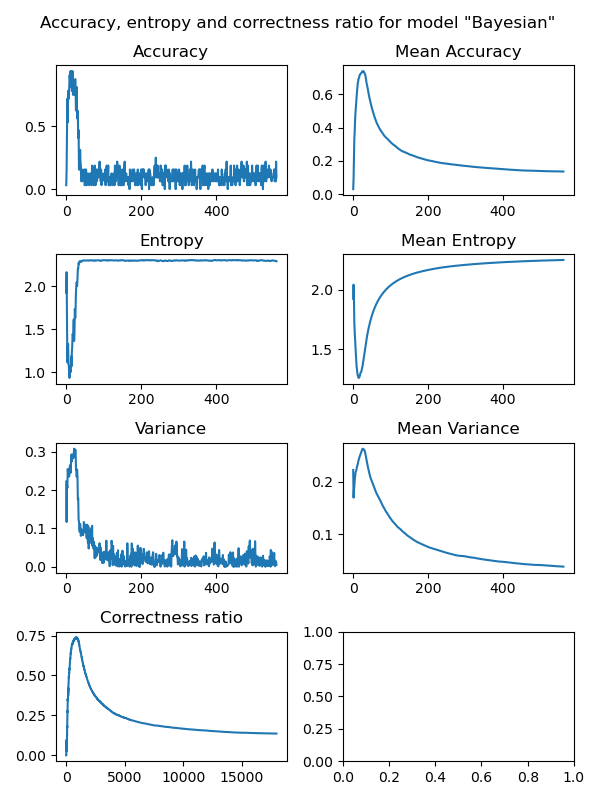 Accuracy, entropy and correctness ratio for model "Bayesian"
Accuracy
Mean Accuracy
0.5
0.0
0 200 400
0.6
0.4
0.2
0.0
0 200 400
Entropy
Mean Entropy
2.0
1.5
1.0
0 200 400
2.0
1.5
0 200 400
Variance
Mean Variance
0.3
0.2
0.1
0.0
0 200 400
0.2
0.1
0 200 400
Correctness ratio
0.75
0.50
0.25
0.00
0 5000 10000 15000
1.00
0.75
0.50
0.25
0.00
0.0 0.2 0.4 0.6 0.8 1.0